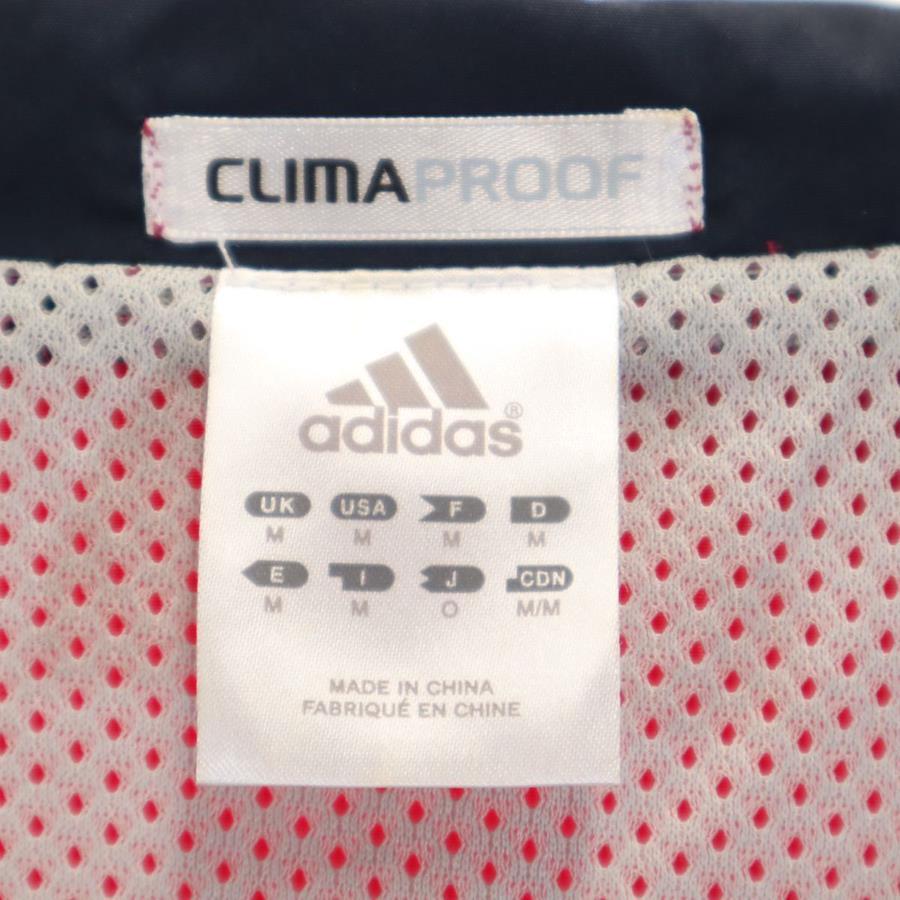 CLIMAPROOF
adidas®
UK USA F D
M M M M
E I J CDN
M M O M/M
MADE IN CHINA
FABRIQUÉ EN CHINE